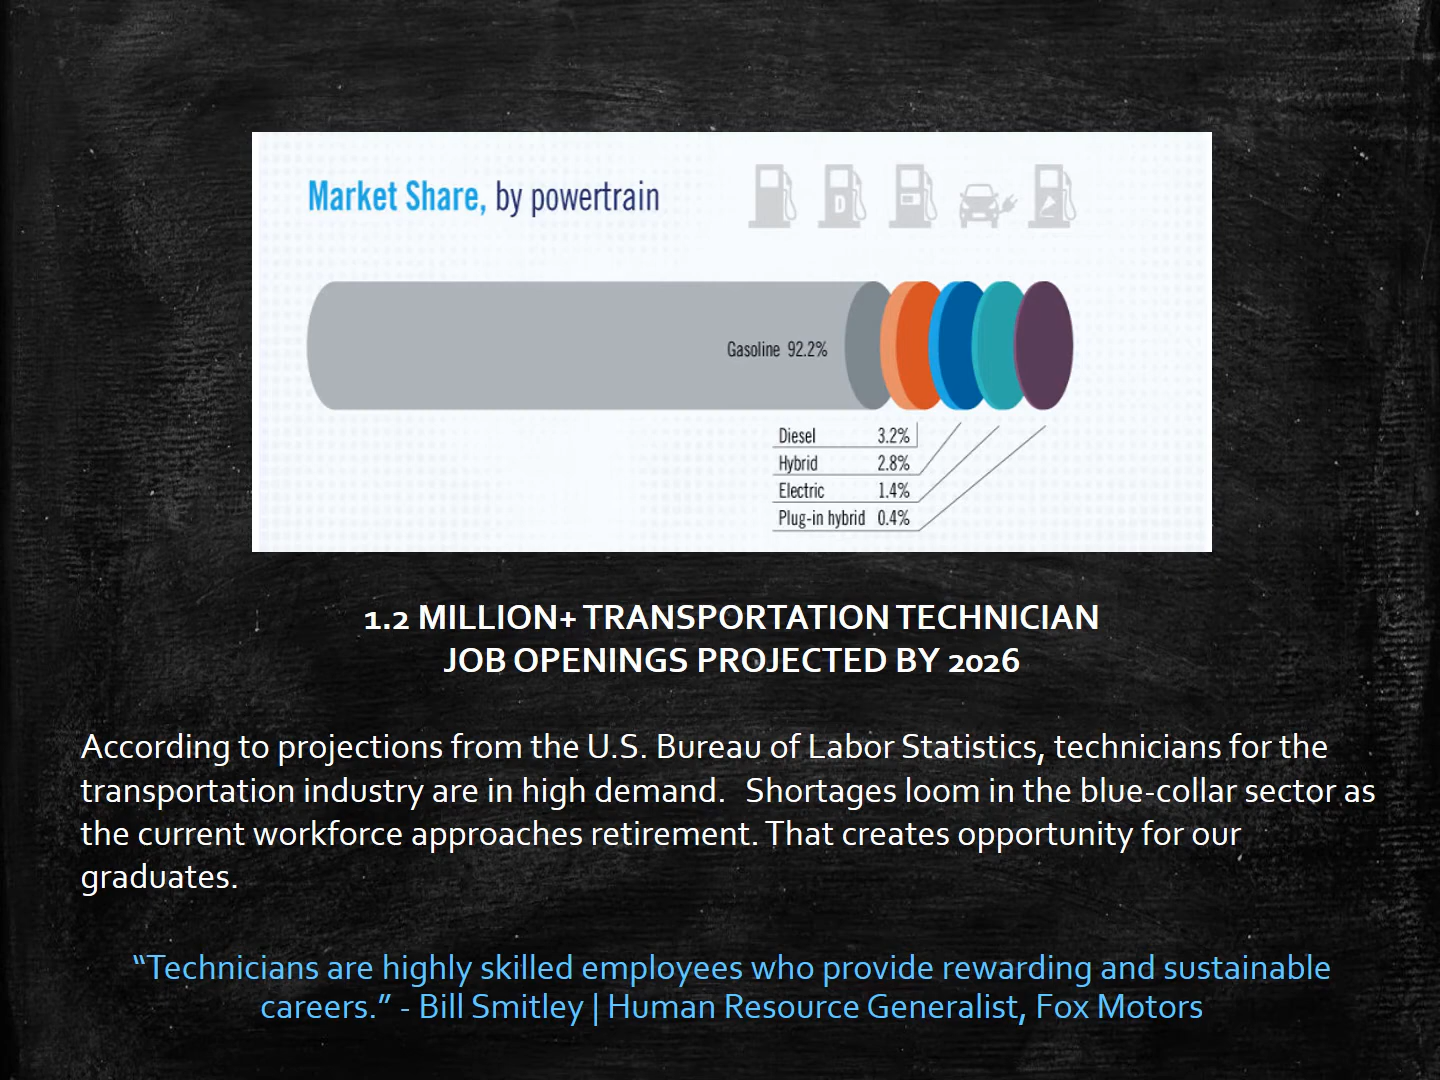 Market Share, by powertrain
D
Gasoline 92.2%
Diesel 3.2%
Hybrid 2.8%
Electric 1.4%
Plug-in hybrid 0.4%
1.2 MILLION+ TRANSPORTATION TECHNICIAN
JOB OPENINGS PROJECTED BY 2026
According to projections from the U.S. Bureau of Labor Statistics, technicians for the
transportation industry are in high demand.   Shortages loom in the blue-collar sector as
the current workforce approaches retirement. That creates opportunity for our
graduates.
“Technicians are highly skilled employees who provide rewarding and sustainable
careers.” - Bill Smitley | Human Resource Generalist, Fox Motors